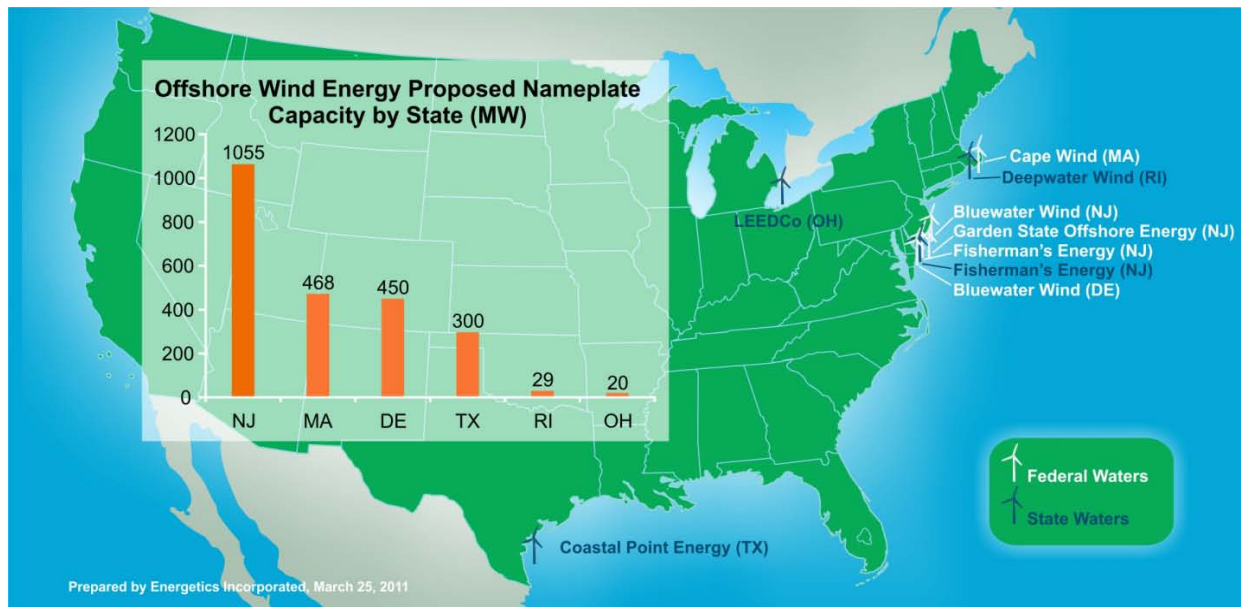 Offshore Wind Energy Proposed Nameplate
Capacity by State (MW)
1200
1000
800
600
400
200
0
1055
468
450
300
29
20
NJ MA DE TX RI OH
Cape Wind (MA)
Deepwater Wind (RI)
LEEDCo (OH)
Bluewater Wind (NJ)
Garden State Offshore Energy (NJ)
Fisherman's Energy (NJ)
Fisherman's Energy (NJ)
Bluewater Wind (DE)
Federal Waters
State Waters
Coastal Point Energy (TX)
Prepared by Energetics Incorporated, March 25, 2011